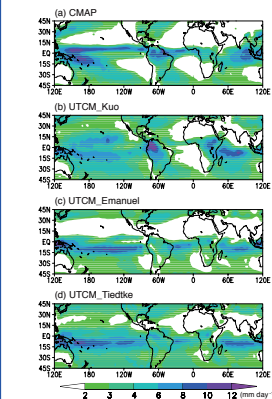 (a) CMAP
45N
30N
15N
EQ
15S
30S
45S
120E 180 120W 60W 0 60E 120E
(b) UTCM_Kuo
45N
30N
15N
EQ
15S
30S
45S
120E 180 120W 60W 0 60E 120E
(c) UTCM_Emanuel
45N
30N
15N
EQ
15S
30S
45S
120E 180 120W 60W 0 60E 120E
(d) UTCM_Tiedtke
45N
30N
15N
EQ
15S
30S
45S
120E 180 120W 60W 0 60E 120E
2 3 4 6 8 10 12 (mm day